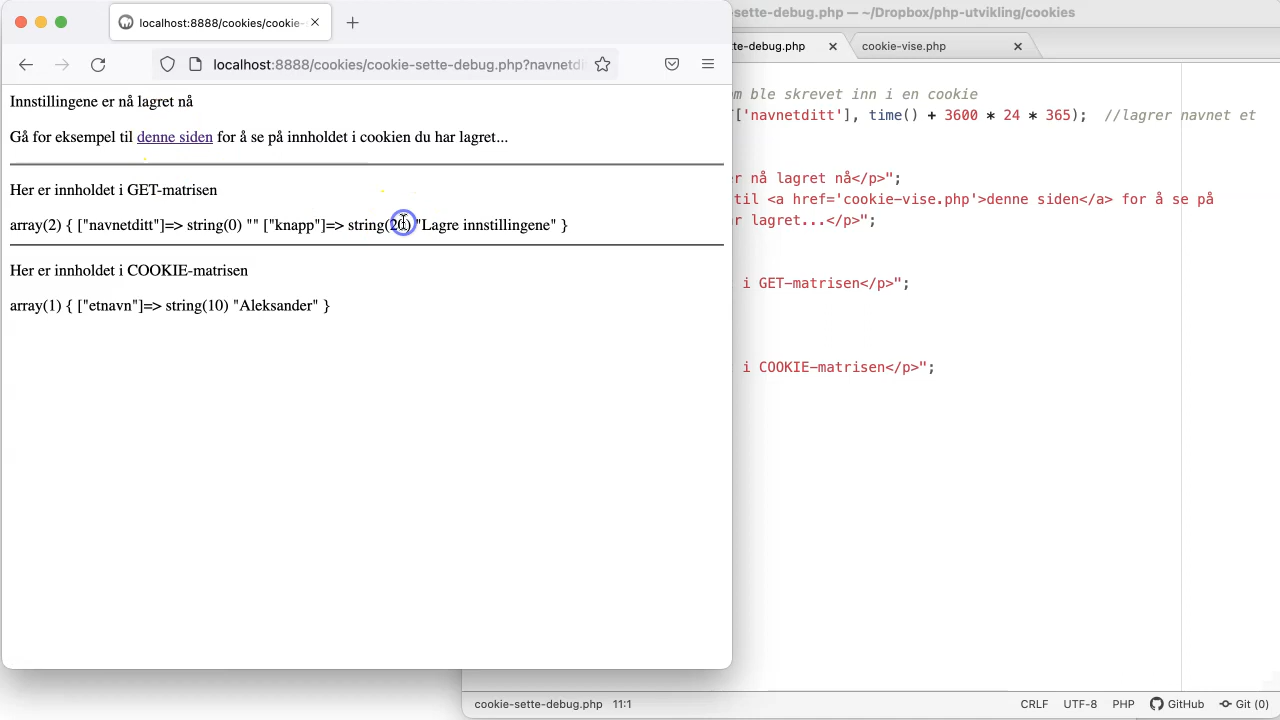 localhost:8888/cookies/cookie-
localhost:8888/cookies/cookie-sette-debug.php?navnetdi
Innstillingene er nå lagret nå
Gå for eksempel til denne siden for å se på innholdet i cookien du har lagret...
Her er innholdet i GET-matrisen
array(2) { ["navnetditt"]=> string(0) "" ["knapp"]=> string(20) "Lagre innstillingene" }
Her er innholdet i COOKIE-matrisen
array(1) { ["etnavn"]=> string(10) "Aleksander" }
sette-debug.php — ~/Dropbox/php-utvikling/cookies
te-debug.php
cookie-vise.php
m ble skrevet inn i en cookie
['navnetditt'], time() + 3600 * 24 * 365); //lagrer navnet et
r nå lagret nå</p>";
til <a href='cookie-vise.php'>denne siden</a> for å se på
r lagret...</p>";
i GET-matrisen</p>";
i COOKIE-matrisen</p>";
cookie-sette-debug.php 11:1
CRLF UTF-8 PHP GitHub Git (0)